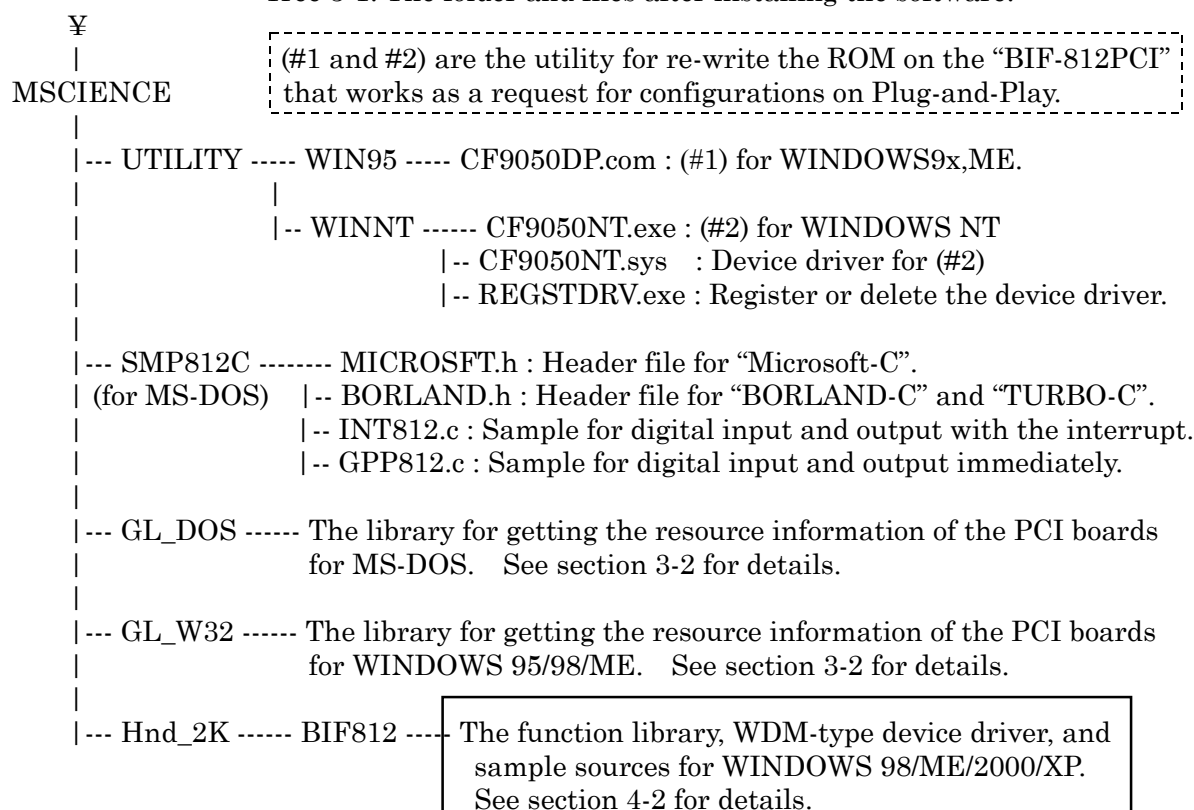 Tree 3-1. The folder and files after installing the software.
¥
|
(#1 and #2) are the utility for re-write the ROM on the “BIF-812PCI”
MSCIENCE that works as a request for configurations on Plug-and-Play.
|
|--- UTILITY ----- WIN95 ----- CF9050DP.com : (#1) for WINDOWS9x,ME.
| |
| |-- WINNT ------ CF9050NT.exe : (#2) for WINDOWS NT
| |-- CF9050NT.sys : Device driver for (#2)
| |-- REGSTDRV.exe : Register or delete the device driver.
|
|--- SMP812C -------- MICROSFT.h : Header file for “Microsoft-C”.
| (for MS-DOS) |-- BORLAND.h : Header file for “BORLAND-C” and “TURBO-C”.
| |-- INT812.c : Sample for digital input and output with the interrupt.
| |-- GPP812.c : Sample for digital input and output immediately.
|
|--- GL_DOS ------ The library for getting the resource information of the PCI boards
| for MS-DOS. See section 3-2 for details.
|
|--- GL_W32 ------ The library for getting the resource information of the PCI boards
| for WINDOWS 95/98/ME. See section 3-2 for details.
|
|--- Hnd_2K ------ BIF812 ----- The function library, WDM-type device driver, and
sample sources for WINDOWS 98/ME/2000/XP.
See section 4-2 for details.